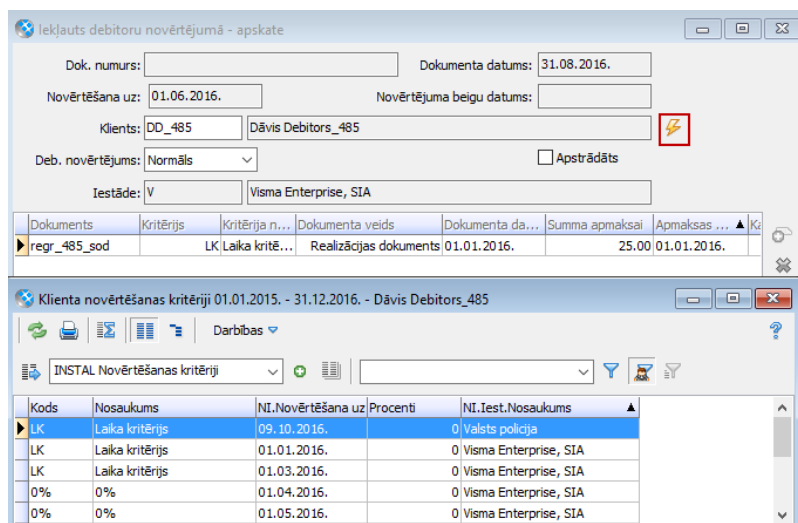 Iekļauts debitoru novērtējumā - apskate
Dok. numurs: Dokumenta datums: 31.08.2016.
Novērtēšana uz: 01.06.2016. Novērtējuma beigu datums:
Klients: DD_485 Dāvis Debitors_485
Deb. novērtējums: Normāls Apstrādāts
Iestāde: V Visma Enterprise, SIA
Dokuments Kritērijs Kritērija n... Dokumenta veids Dokumenta da... Summa apmaksai Apmaksas ... Ka
regr_485_sod LK Laika kritē... Realizācijas dokuments 01.01.2016. 25.00 01.01.2016.
Klienta novērtēšanas kritēriji 01.01.2015. - 31.12.2016. - Dāvis Debitors_485
Darbības
INSTAL Novērtēšanas kritēriji
Kods Nosaukums NI.Novērtēšana uz Procenti NI.Iest.Nosaukums
LK Laika kritērijs 09.10.2016. 0 Valsts policija
LK Laika kritērijs 01.01.2016. 0 Visma Enterprise, SIA
LK Laika kritērijs 01.03.2016. 0 Visma Enterprise, SIA
0% 0% 01.04.2016. 0 Visma Enterprise, SIA
0% 0% 01.05.2016. 0 Visma Enterprise, SIA